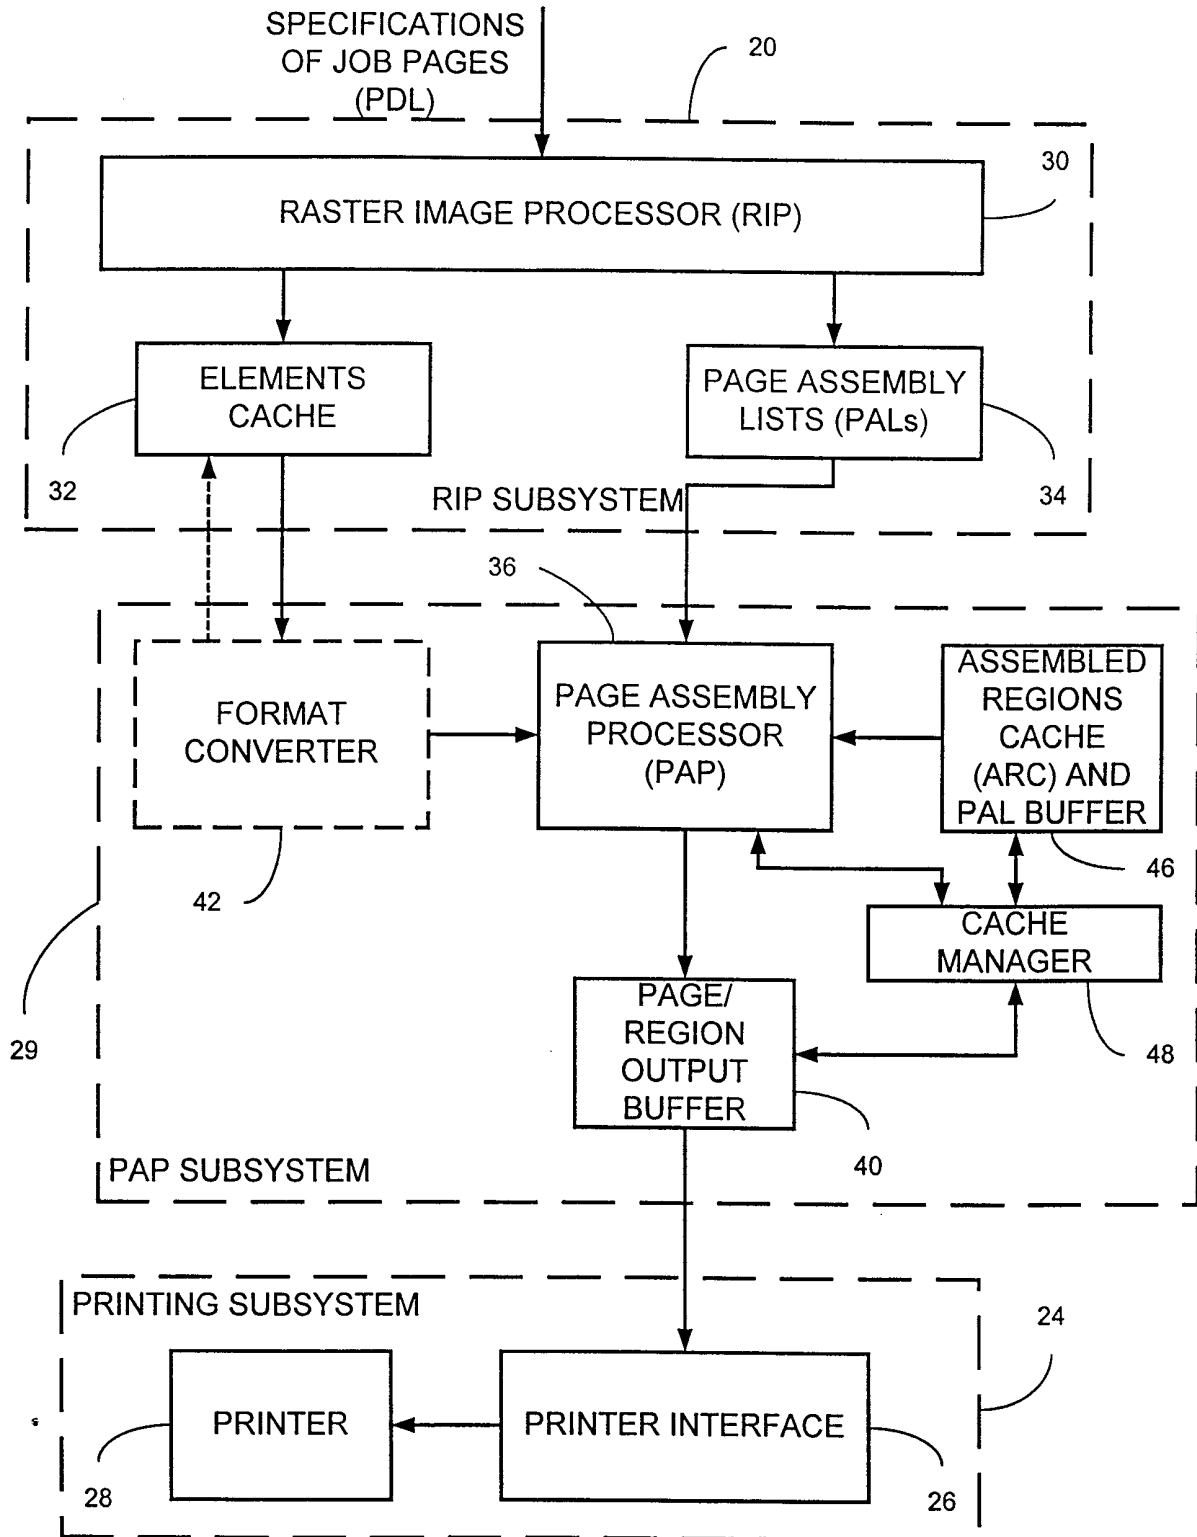 SPECIFICATIONS
OF JOB PAGES
(PDL)
20
30
RASTER IMAGE PROCESSOR (RIP)
ELEMENTS
CACHE
PAGE ASSEMBLY
LISTS (PALs)
32
RIP SUBSYSTEM
34
36
FORMAT
CONVERTER
PAGE ASSEMBLY
PROCESSOR
(PAP)
ASSEMBLED
REGIONS
CACHE
(ARC) AND
PAL BUFFER
42
46
CACHE
MANAGER
29
PAGE/
REGION
OUTPUT
BUFFER
48
PAP SUBSYSTEM
40
PRINTING SUBSYSTEM
24
PRINTER
PRINTER INTERFACE
28
26